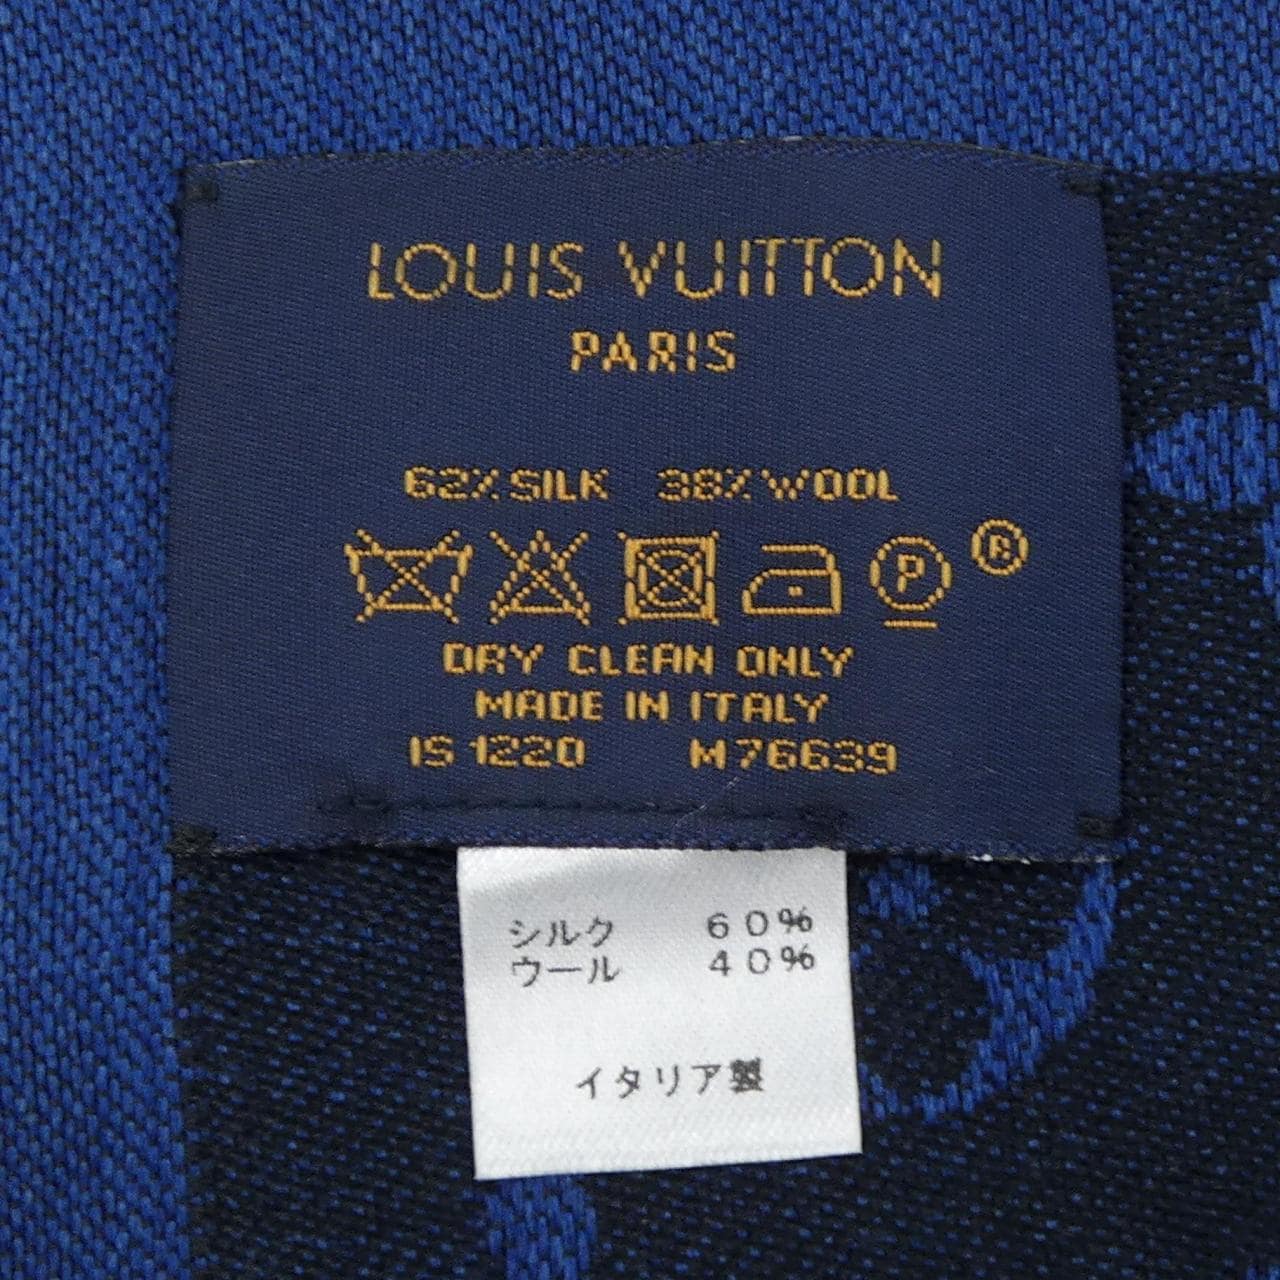 LOUIS VUITTON
PARIS
62% SILK 38% WOOL
P ®
DRY CLEAN ONLY
MADE IN ITALY
IS 1220 M76639
シルク 60%
ウール 40%
イタリア製